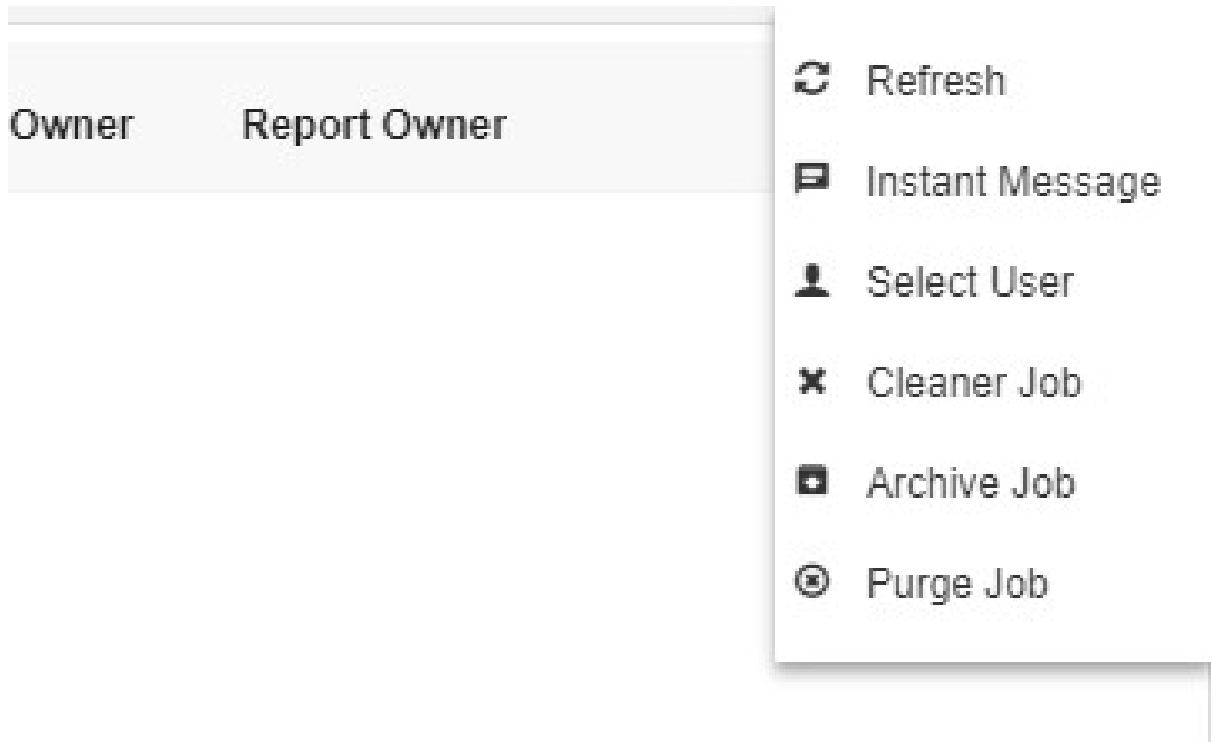 Owner Report Owner
Refresh
Instant Message
Select User
Cleaner Job
Archive Job
Purge Job